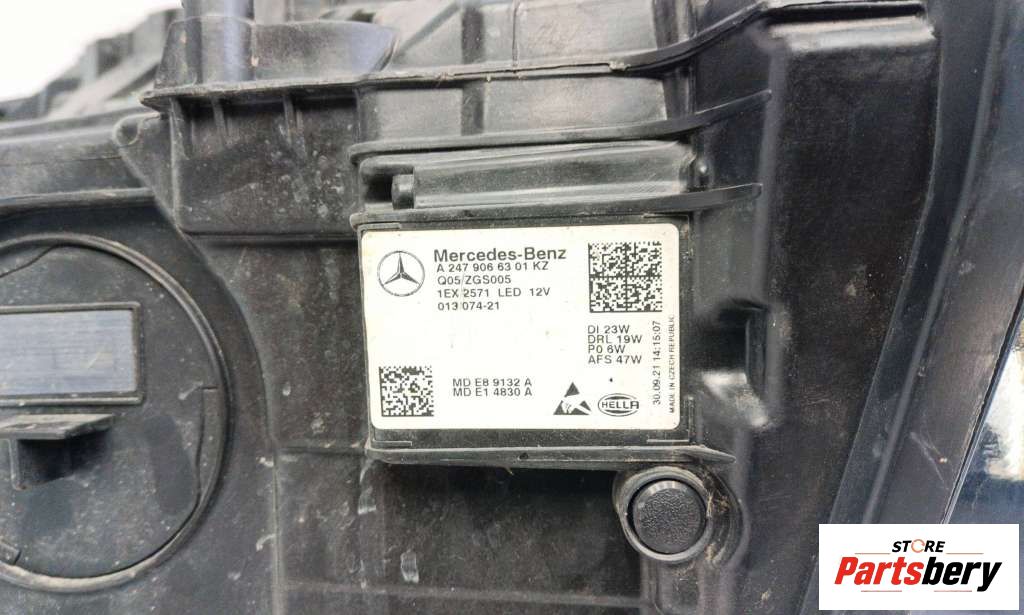 Mercedes-Benz
A 247 906 63 01 KZ
Q05/ZGS005
1EX 2571 LED 12V
013 074-21
DI 23W
DRL 19W
PO 6W
AFS 47W
MD E8 9132 A
MD E1 4830 A
HELLA
30.09.21 14:15:07
MADE IN CZECH REPUBLIC
STORE
Partsbery